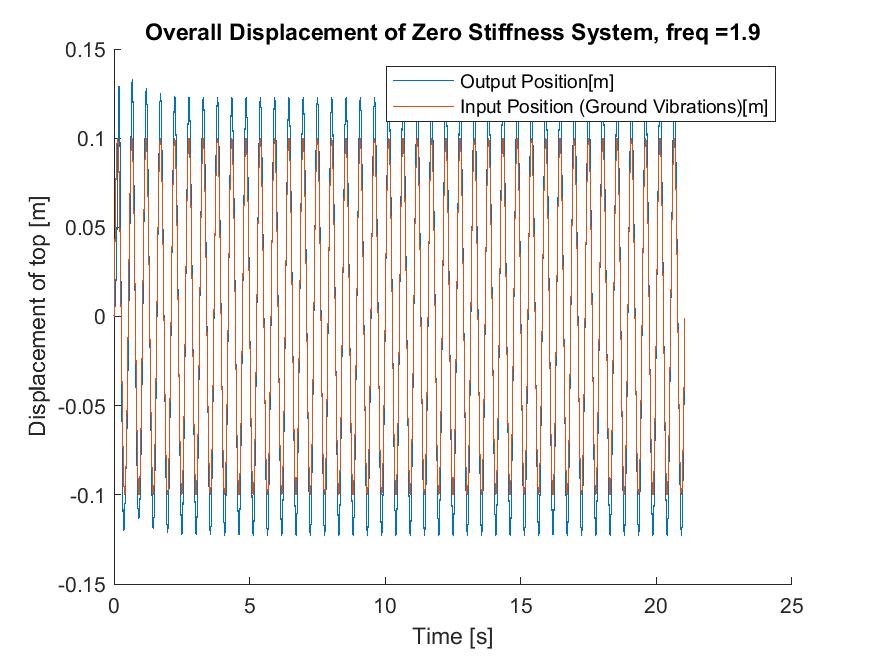 Overall Displacement of Zero Stiffness System, freq =1.9
Output Position[m]
Input Position (Ground Vibrations)[m]
Displacement of top [m]
0.15
0.1
0.05
0
-0.05
-0.1
-0.15
0 5 10 15 20 25
Time [s]